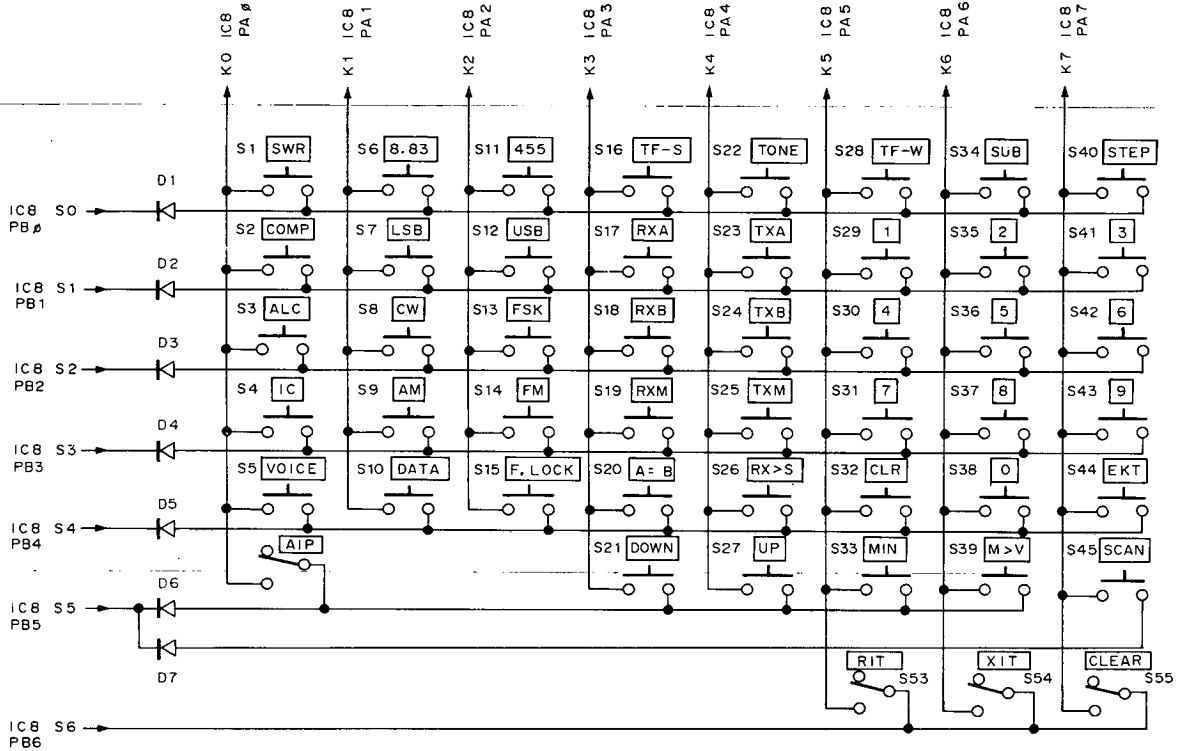 K0 IC8 PAø
K1 IC8 PA1
K2 IC8 PA2
K3 IC8 PA3
K4 IC8 PA4
K5 IC8 PA5
K6 IC8 PA6
K7 IC8 PA7
S1 SWR S6 8.83 S11 455 S16 TF-S S22 TONE S28 TF-W S34 SUB S40 STEP
D1
IC8 S0
PBø
S2 COMP S7 LSB S12 USB S17 RXA S23 TXA S29 1 S35 2 S41 3
D2
IC8 S1
PB1
S3 ALC S8 CW S13 FSK S18 RXB S24 TXB S30 4 S36 5 S42 6
D3
IC8 S2
PB2
S4 IC S9 AM S14 FM S19 RXM S25 TXM S31 7 S37 8 S43 9
D4
IC8 S3
PB3
S5 VOICE S10 DATA S15 F.LOCK S20 A=B S26 RX>S S32 CLR S38 0 S44 EKT
D5
IC8 S4
PB4
AIP S21 DOWN S27 UP S33 MIN S39 M>V S45 SCAN
D6
IC8 S5
PB5
D7
RIT S53 XIT S54 CLEAR S55
IC8 S6
PB6